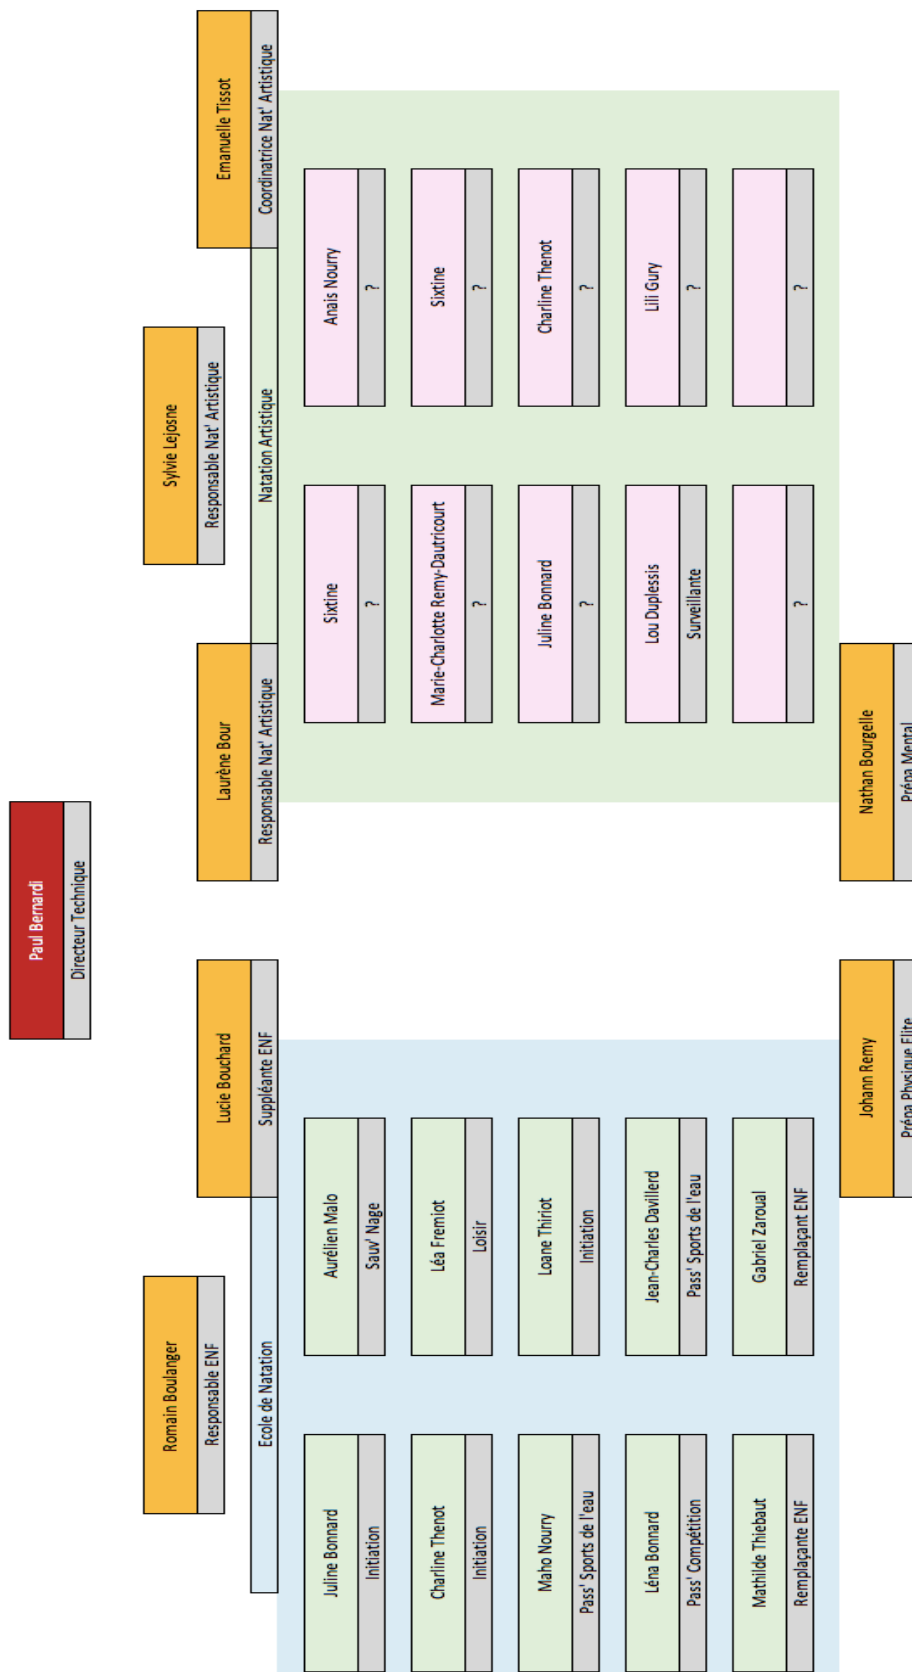 Paul Bernardi
Directeur Technique
Romain Boulanger
Responsable ENF
Sylvie Lejosne
Responsable Nat' Artistique
Lucie Bouchard
Suppléante ENF
Laurène Bour
Responsable Nat' Artistique
Emanuelle Tissot
Coordinatrice Nat' Artistique
Ecole de Natation
Natation Artistique
Juline Bonnard
Initiation
Aurélien Malo
Sauv' Nage
Sixtine
?
Anais Nourry
?
Charline Thenot
Initiation
Léa Fremiot
Loisir
Marie-Charlotte Remy-Dautricourt
?
Sixtine
?
Maho Nourry
Pass' Sports de l'eau
Loane Thiriot
Initiation
Juline Bonnard
?
Charline Thenot
?
Léna Bonnard
Pass' Compétition
Jean-Charles Davillerd
Pass' Sports de l'eau
Lou Duplessis
Surveillante
Lili Gury
?
Mathilde Thiebaut
Remplaçante ENF
Gabriel Zaroual
Remplaçant ENF
?
?
Johann Remy
Prépa Physique Elite
Nathan Bourgelle
Prépa Mental